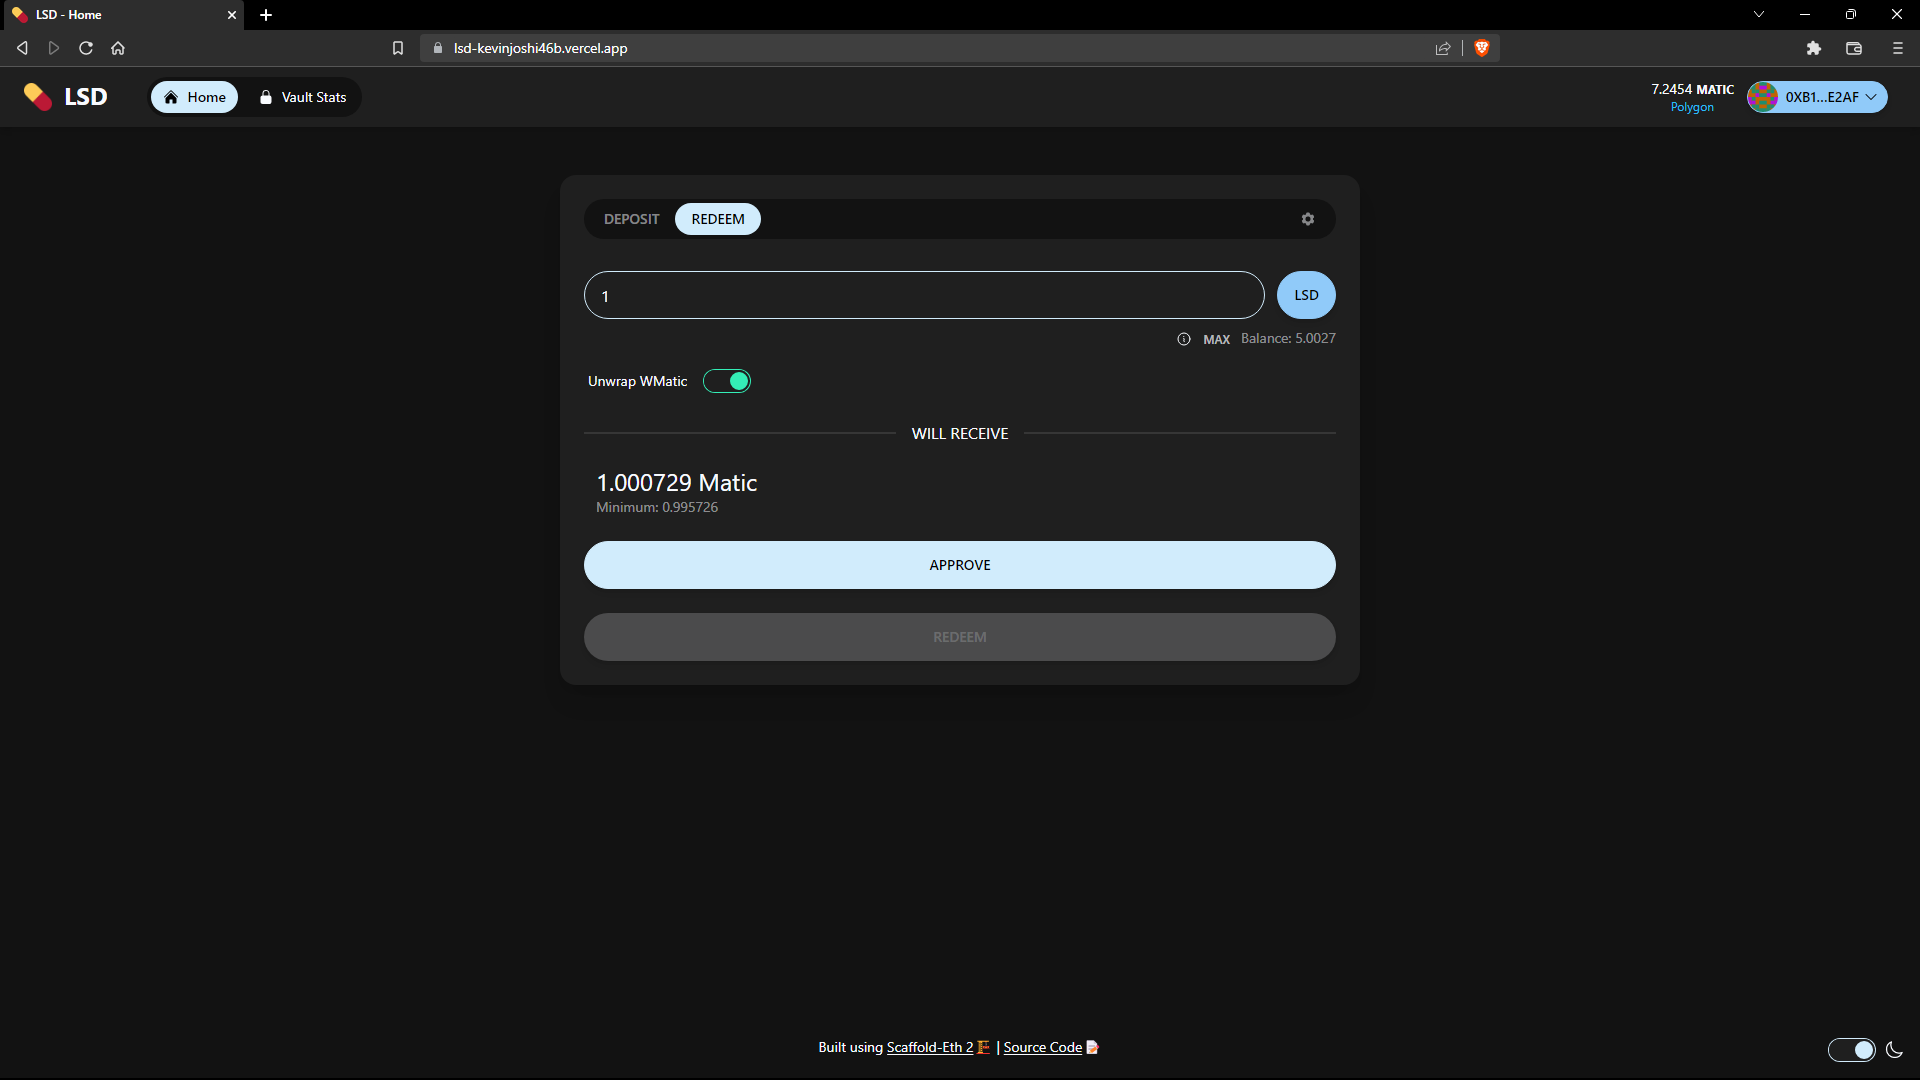 LSD - Home
lsd-kevinjoshi46b.vercel.app
LSD
Home
Vault Stats
7.2454 MATIC
Polygon
0XB1...E2AF
DEPOSIT
REDEEM
1
LSD
MAX
Balance: 5.0027
Unwrap WMatic
WILL RECEIVE
1.000729 Matic
Minimum: 0.995726
APPROVE
REDEEM
Built using Scaffold-Eth 2 | Source Code